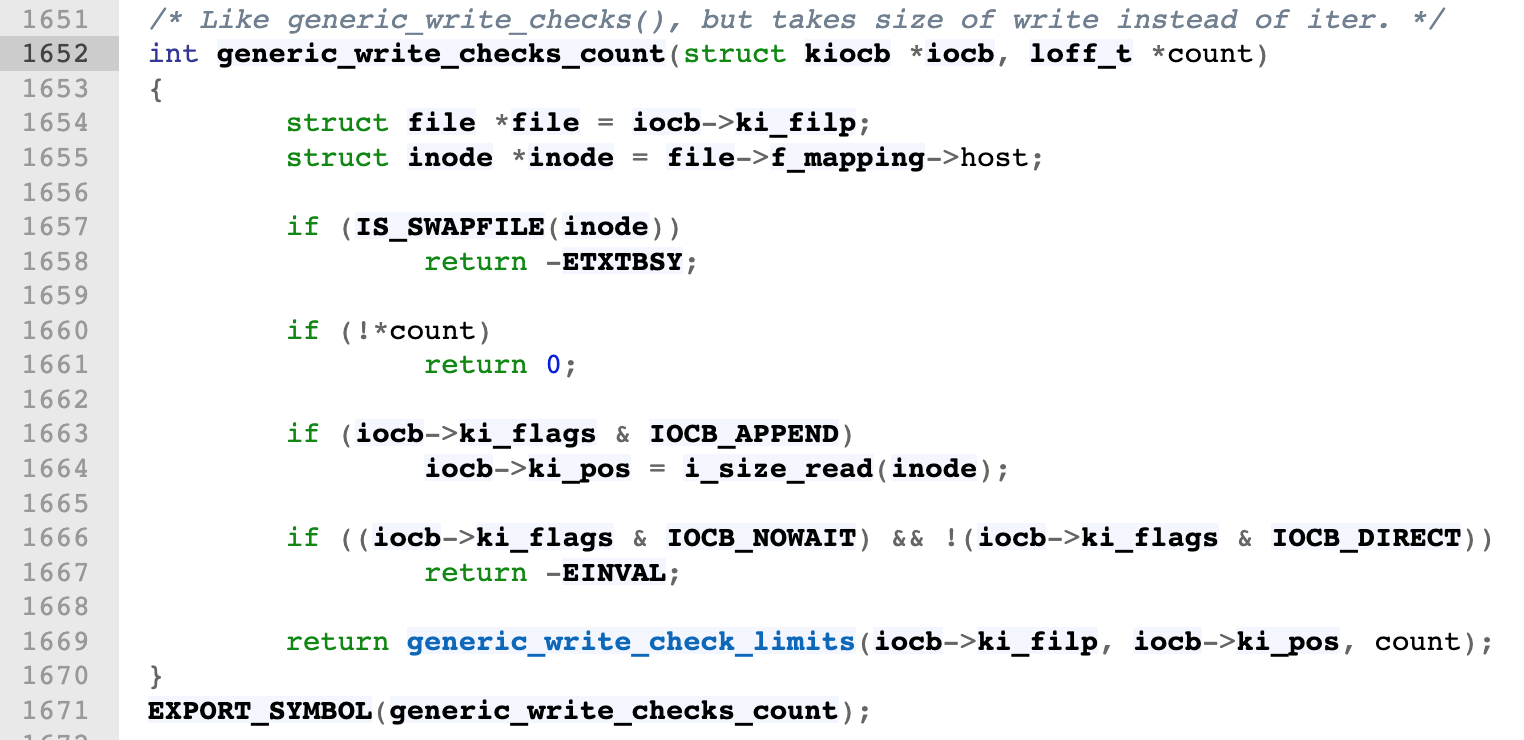 1651 /* Like generic_write_checks(), but takes size of write instead of iter. */
1652 int generic_write_checks_count(struct kiocb *iocb, loff_t *count)
1653 {
1654         struct file *file = iocb->ki_filp;
1655         struct inode *inode = file->f_mapping->host;
1656
1657         if (IS_SWAPFILE(inode))
1658                 return -ETXTBSY;
1659
1660         if (!*count)
1661                 return 0;
1662
1663         if (iocb->ki_flags & IOCB_APPEND)
1664                 iocb->ki_pos = i_size_read(inode);
1665
1666         if ((iocb->ki_flags & IOCB_NOWAIT) && !(iocb->ki_flags & IOCB_DIRECT))
1667                 return -EINVAL;
1668
1669         return generic_write_check_limits(iocb->ki_filp, iocb->ki_pos, count);
1670 }
1671 EXPORT_SYMBOL(generic_write_checks_count);